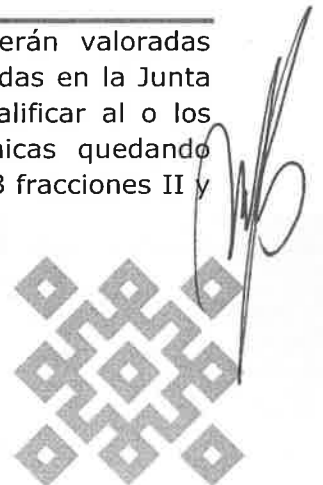 erán valoradas
das en la Junta
alificar al o los
nicas quedando
3 fracciones II y